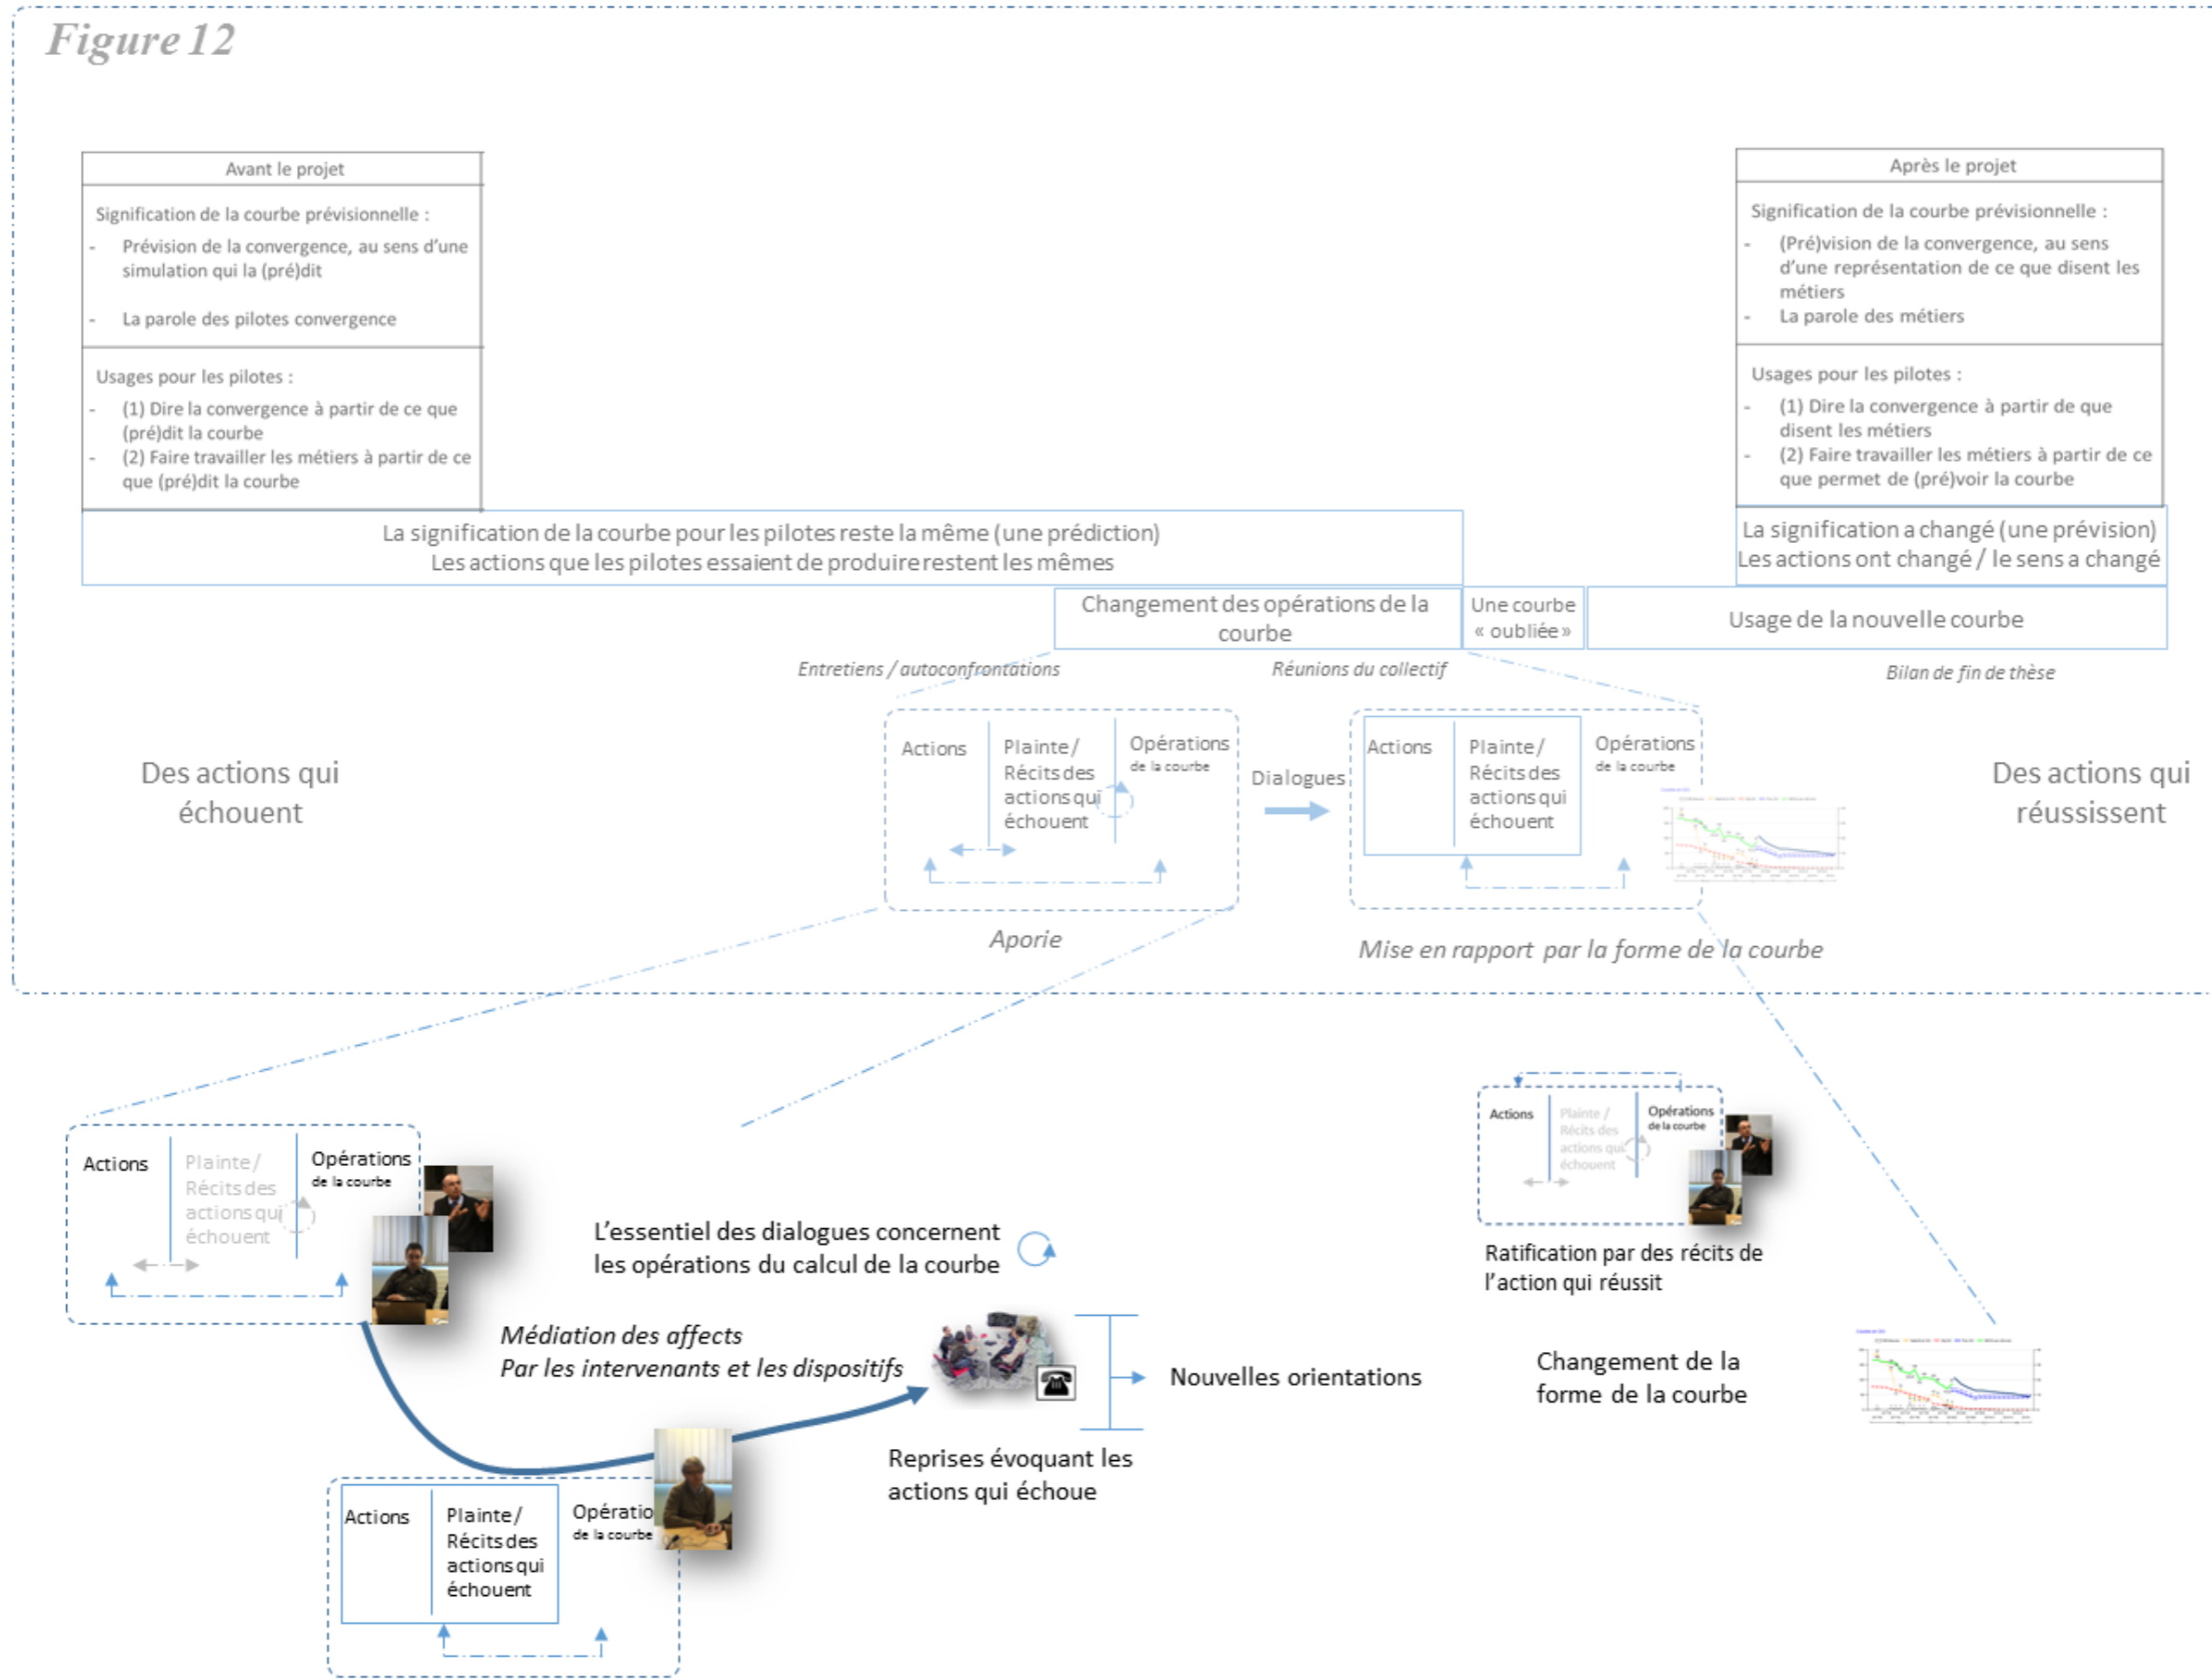 Figure 12
Avant le projet
Signification de la courbe prévisionnelle :
- Prévision de la convergence, au sens d'une
simulation qui la (pré)dit
- La parole des pilotes convergence
Usages pour les pilotes :
- (1) Dire la convergence à partir de ce que
(pré)dit la courbe
- (2) Faire travailler les métiers à partir de ce
que (pré)dit la courbe
Après le projet
Signification de la courbe prévisionnelle :
- (Pré)vision de la convergence, au sens
d'une représentation de ce que disent les
métiers
- La parole des métiers
Usages pour les pilotes :
- (1) Dire la convergence à partir de que
disent les métiers
- (2) Faire travailler les métiers à partir de ce
que permet de (pré)voir la courbe
La signification de la courbe pour les pilotes reste la même (une prédiction)
Les actions que les pilotes essaient de produire restent les mêmes
La signification a changé (une prévision)
Les actions ont changé / le sens a changé
Changement des opérations de la
courbe
Une courbe
« oubliée »
Usage de la nouvelle courbe
Entretiens / autoconfrontations
Réunions du collectif
Bilan de fin de thèse
Des actions qui
échouent
Actions
Plainte /
Récits des
actions qui
échouent
Opérations
de la courbe
Dialogues
Actions
Plainte /
Récits des
actions qui
échouent
Opérations
de la courbe
Des actions qui
réussissent
Aporie
Mise en rapport par la forme de la courbe
Actions
Plainte /
Récits des
actions qui
échouent
Opérations
de la courbe
L'essentiel des dialogues concernent
les opérations du calcul de la courbe
Médiation des affects
Par les intervenants et les dispositifs
Nouvelles orientations
Reprises évoquant les
actions qui échoue
Actions
Plainte /
Récits des
actions qui
échouent
Opérations
de la courbe
Ratification par des récits de
l'action qui réussit
Changement de la
forme de la courbe
Actions
Plainte /
Récits des
actions qui
échouent
Opératio
de la courbe